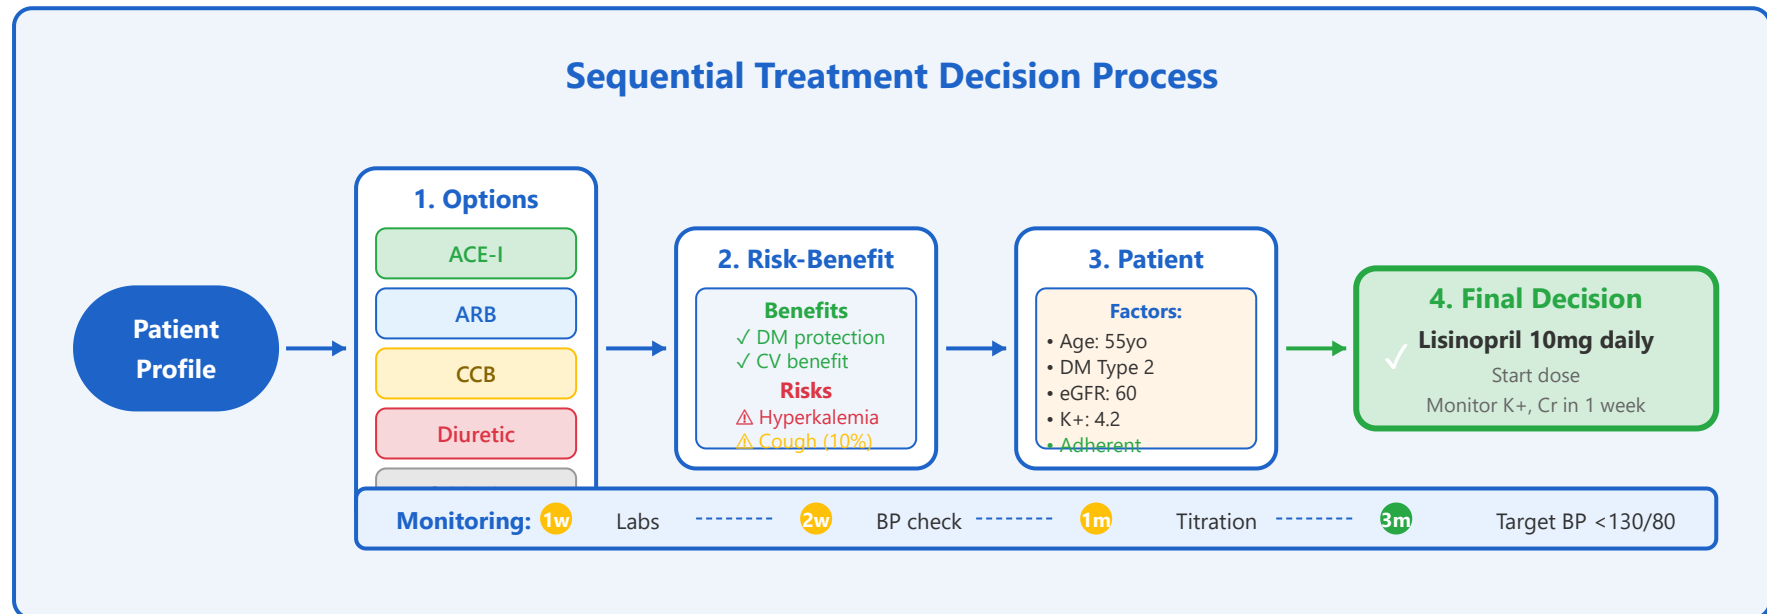 Sequential Treatment Decision Process
Patient
Profile
1. Options
ACE-I
ARB
CCB
Diuretic
2. Risk-Benefit
Benefits
✓ DM protection
✓ CV benefit
Risks
⚠ Hyperkalemia
⚠ Cough (10%)
3. Patient
Factors:
• Age: 55yo
• DM Type 2
• eGFR: 60
• K+: 4.2
• Adherent
4. Final Decision
✓ Lisinopril 10mg daily
Start dose
Monitor K+, Cr in 1 week
Monitoring: 1w Labs 2w BP check 1m Titration 3m Target BP <130/80